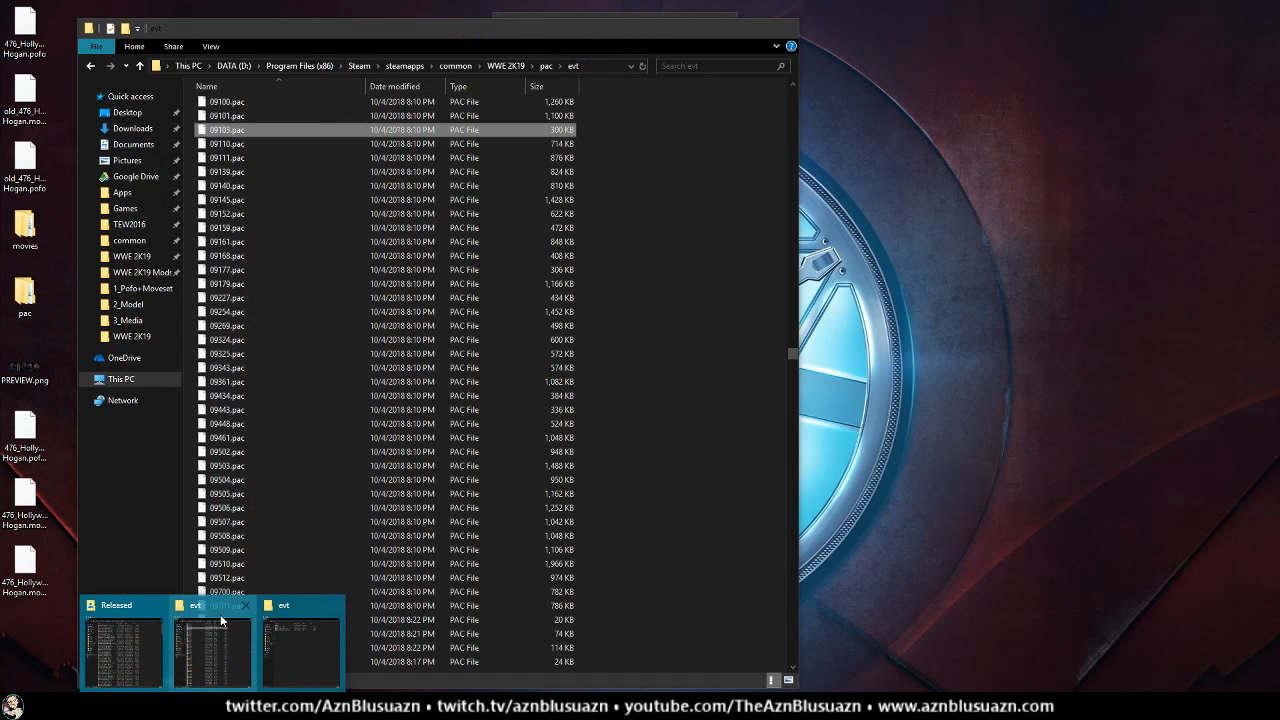 476_Holly...
Hogan.pofo
old_476_H...
Hogan.mo...
old_476_H...
Hogan.pofo
movies
pac
PREVIEW.png
476_Holly...
Hogan.pof...
476_Hollyw...
Hogan.mo...
476_Hollyw...
Hogan.mo...
evt
File Home Share View
This PC > DATA (D:) > Program Files (x86) > Steam > steamapps > common > WWE 2K19 > pac > evt
Search evt
Quick access
Desktop
Downloads
Documents
Pictures
Google Drive
Apps
Games
TEW2016
common
WWE 2K19
WWE 2K19 Mods
1_Pofo+Moveset
2_Model
3_Media
WWE 2K19
OneDrive
This PC
Network
Name Date modified Type Size
09100.pac 10/4/2018 8:10 PM PAC File 1,260 KB
09101.pac 10/4/2018 8:10 PM PAC File 1,100 KB
09103.pac 10/4/2018 8:10 PM PAC File 300 KB
09110.pac 10/4/2018 8:10 PM PAC File 714 KB
09111.pac 10/4/2018 8:10 PM PAC File 876 KB
09139.pac 10/4/2018 8:10 PM PAC File 824 KB
09140.pac 10/4/2018 8:10 PM PAC File 810 KB
09145.pac 10/4/2018 8:10 PM PAC File 1,428 KB
09152.pac 10/4/2018 8:10 PM PAC File 622 KB
09159.pac 10/4/2018 8:10 PM PAC File 472 KB
09161.pac 10/4/2018 8:10 PM PAC File 848 KB
09168.pac 10/4/2018 8:10 PM PAC File 408 KB
09177.pac 10/4/2018 8:10 PM PAC File 306 KB
09179.pac 10/4/2018 8:10 PM PAC File 1,166 KB
09227.pac 10/4/2018 8:10 PM PAC File 434 KB
09254.pac 10/4/2018 8:10 PM PAC File 1,452 KB
09269.pac 10/4/2018 8:10 PM PAC File 498 KB
09324.pac 10/4/2018 8:10 PM PAC File 600 KB
09325.pac 10/4/2018 8:10 PM PAC File 572 KB
09343.pac 10/4/2018 8:10 PM PAC File 574 KB
09361.pac 10/4/2018 8:10 PM PAC File 1,082 KB
09434.pac 10/4/2018 8:10 PM PAC File 384 KB
09443.pac 10/4/2018 8:10 PM PAC File 336 KB
09448.pac 10/4/2018 8:10 PM PAC File 524 KB
09461.pac 10/4/2018 8:10 PM PAC File 1,048 KB
09502.pac 10/4/2018 8:10 PM PAC File 948 KB
09503.pac 10/4/2018 8:10 PM PAC File 1,488 KB
09504.pac 10/4/2018 8:10 PM PAC File 950 KB
09505.pac 10/4/2018 8:10 PM PAC File 1,162 KB
09506.pac 10/4/2018 8:10 PM PAC File 1,252 KB
09507.pac 10/4/2018 8:10 PM PAC File 1,042 KB
09508.pac 10/4/2018 8:10 PM PAC File 1,048 KB
09509.pac 10/4/2018 8:10 PM PAC File 1,106 KB
09510.pac 10/4/2018 8:10 PM PAC File 1,966 KB
09512.pac 10/4/2018 8:10 PM PAC File 974 KB
09700.pac 10/4/2018 8:10 PM PAC File 782 KB
09701.pac 10/4/2018 8:10 PM PAC File 786 KB
/2018 8:22 PM PAC File 70 KB
/2018 8:21 PM PAC File 74 KB
/2018 8:22 PM PAC File 114 KB
/2018 8:17 PM PAC File
Released evt evt
twitter.com/AznBlusuazn • twitch.tv/aznblusuazn • youtube.com/TheAznBlusuazn • www.aznblusuazn.com